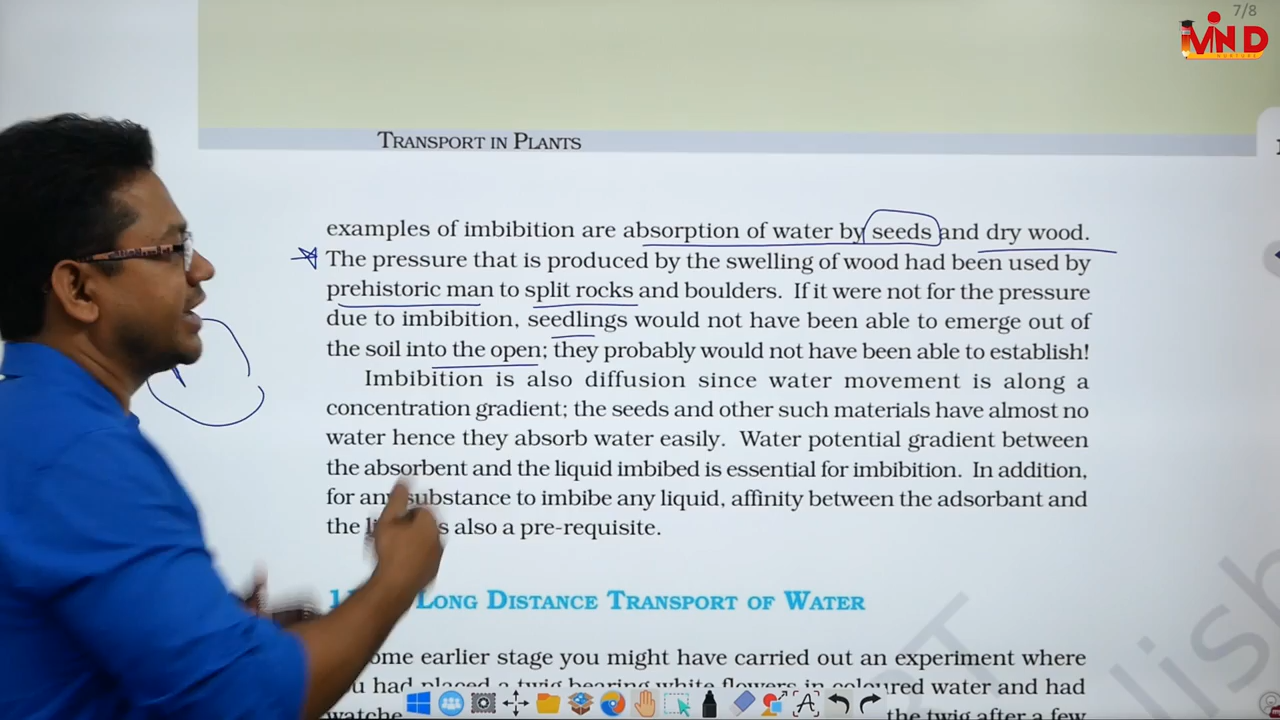 7/8
MIND
TRANSPORT IN PLANTS
examples of imbibition are absorption of water by seeds and dry wood.
The pressure that is produced by the swelling of wood had been used by
prehistoric man to split rocks and boulders. If it were not for the pressure
due to imbibition, seedlings would not have been able to emerge out of
the soil into the open; they probably would not have been able to establish!
Imbibition is also diffusion since water movement is along a
concentration gradient; the seeds and other such materials have almost no
water hence they absorb water easily. Water potential gradient between
the absorbent and the liquid imbibed is essential for imbibition. In addition,
for any substance to imbibe any liquid, affinity between the adsorbant and
the is also a pre-requisite.
LONG DISTANCE TRANSPORT OF WATER
earlier stage you might have carried out an experiment where
had placed a twig bearing white flowers in coloured water and had
the twig after a few